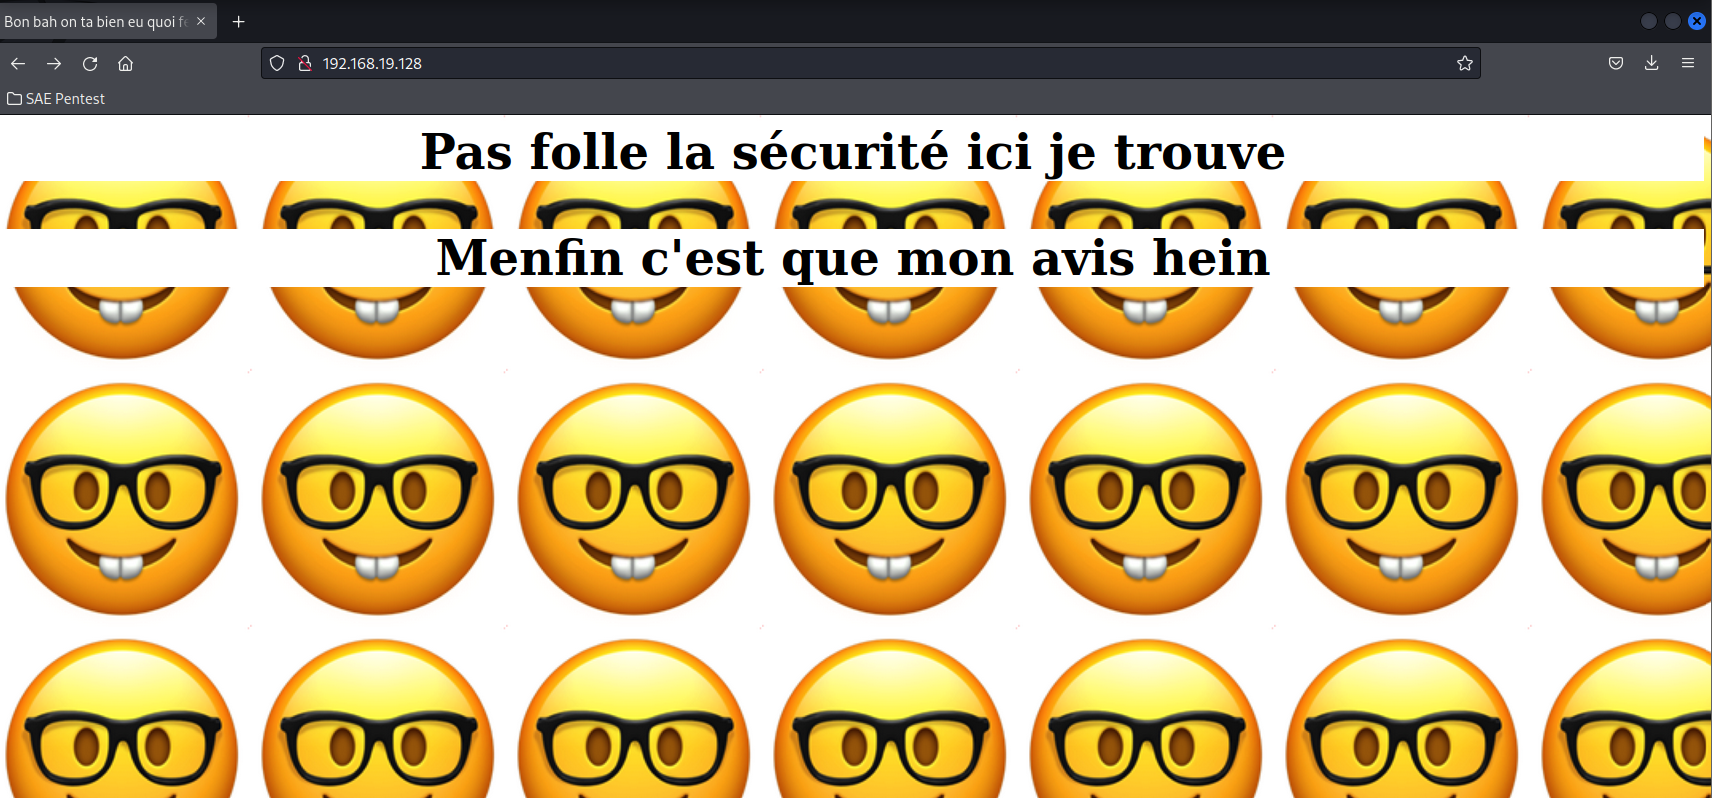 Bon bah on ta bien eu quoi
192.168.19.128
SAE Pentest
Pas folle la sécurité ici je trouve
Menfin c'est que mon avis hein